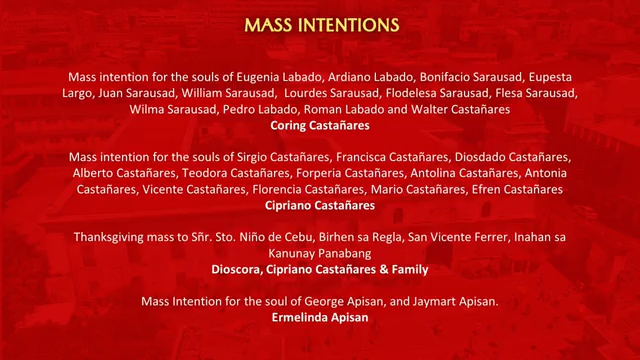 MASS INTENTIONS
Mass intention for the souls of Eugenia Labado, Ardiano Labado, Bonifacio Sarausad, Eupesta
Largo, Juan Sarausad, William Sarausad, Lourdes Sarausad, Flodelesa Sarausad, Flesa Sarausad,
Wilma Sarausad, Pedro Labado, Roman Labado and Walter Castañares
Coring Castañares
Mass intention for the souls of Sirgio Castañares, Francisca Castañares, Diosdado Castañares,
Alberto Castañares, Teodora Castañares, Forperia Castañares, Antolina Castañares, Antonia
Castañares, Vicente Castañares, Florencia Castañares, Mario Castañares, Efren Castañares
Cipriano Castañares
Thanksgiving mass to Sñr. Sto. Niño de Cebu, Birhen sa Regla, San Vicente Ferrer, Inahan sa
Kanunay Panabang
Dioscora, Cipriano Castañares & Family
Mass Intention for the soul of George Apisan, and Jaymart Apisan.
Ermelinda Apisan